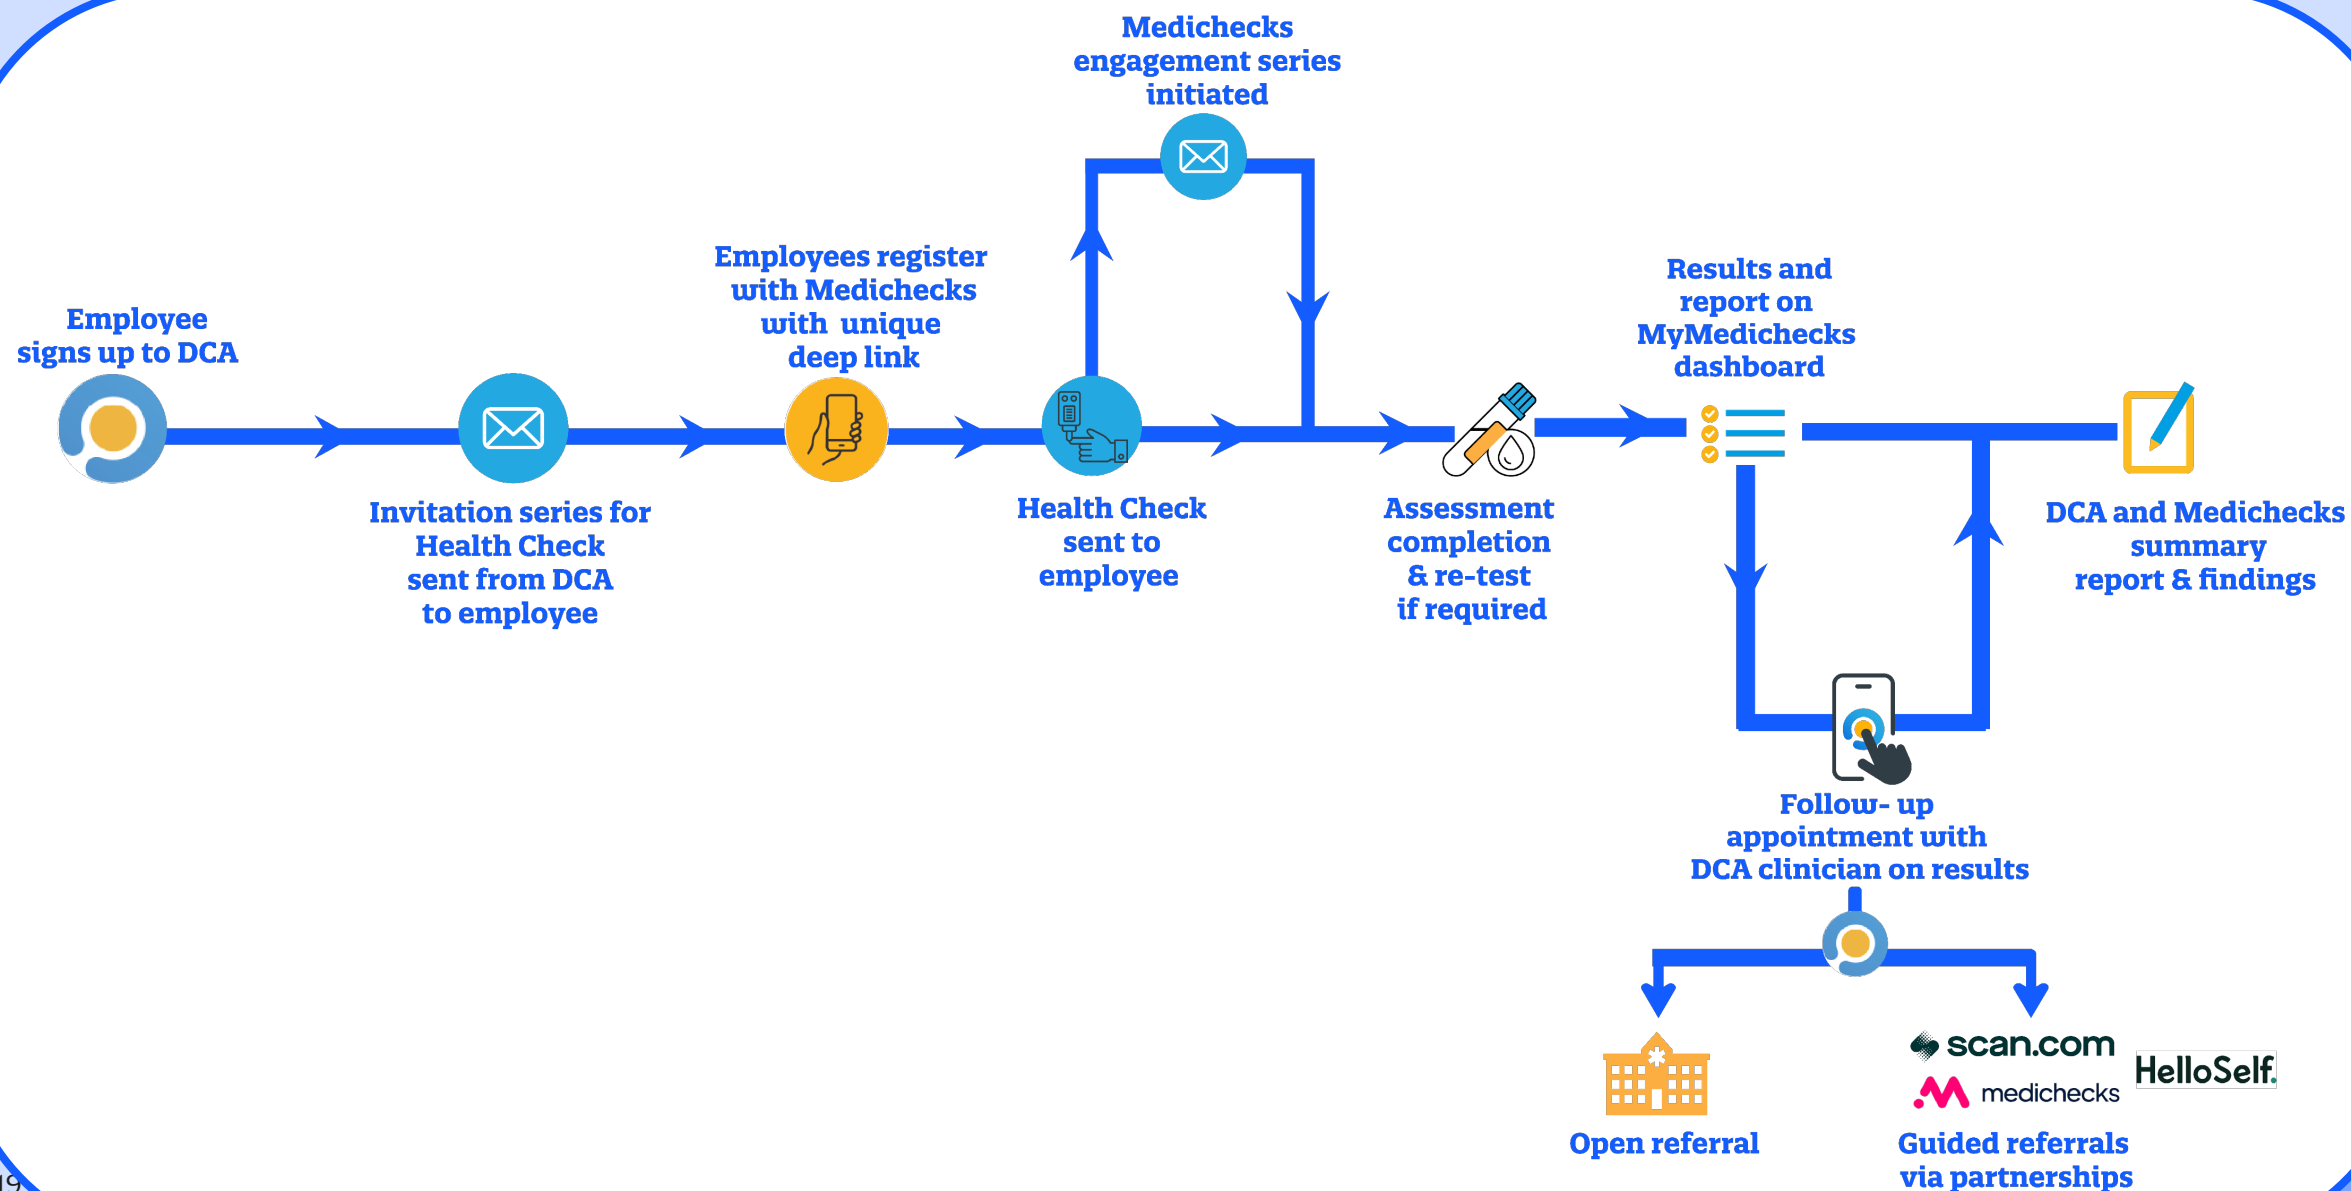 Medichecks
engagement series
initiated
Employee
signs up to DCA
Invitation series for
Health Check
sent from DCA
to employee
Employees register
with Medichecks
with unique
deep link
Health Check
sent to
employee
Assessment
completion
& re-test
if required
Results and
report on
MyMedichecks
dashboard
DCA and Medichecks
summary
report & findings
Follow- up
appointment with
DCA clinician on results
Open referral
scan.com
medichecks
HelloSelf.
Guided referrals
via partnerships
19